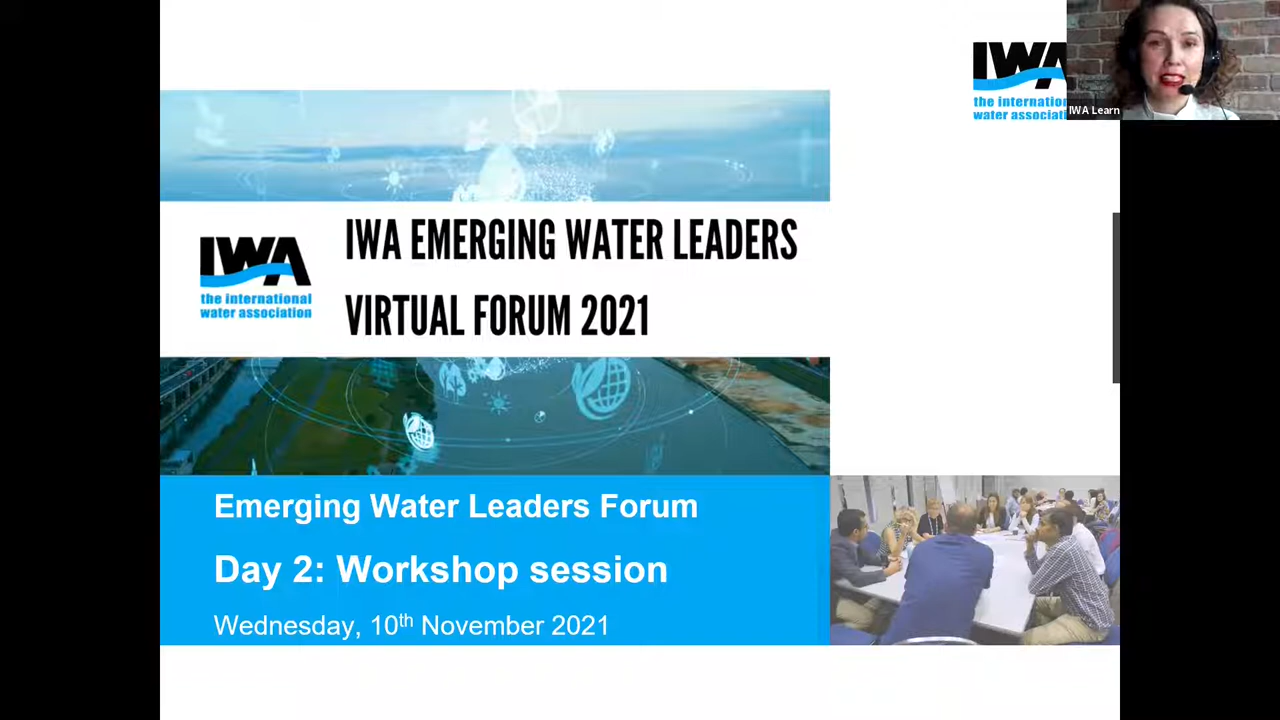 IWA
the internation
water associati
IWA Learn
IWA EMERGING WATER LEADERS
VIRTUAL FORUM 2021
IWA
the international
water association
Emerging Water Leaders Forum
Day 2: Workshop session
Wednesday, 10th November 2021